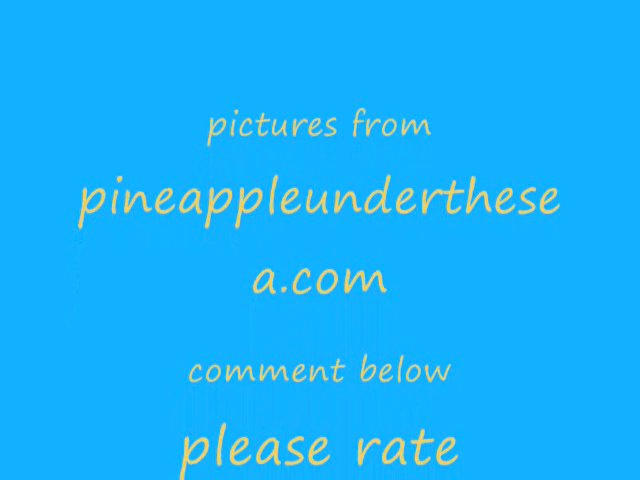 pictures from
pineappleunderthese
a.com
comment below
please rate